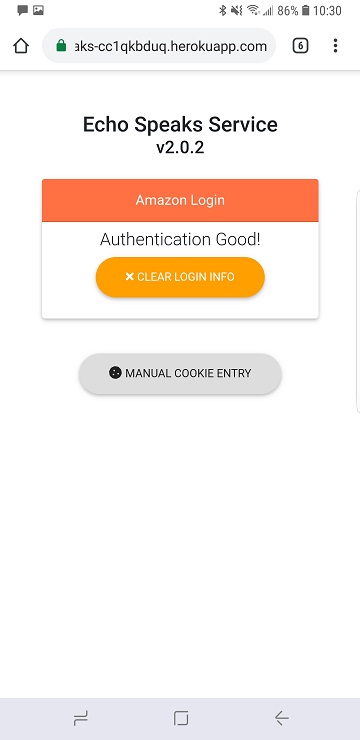 86% 10:30
aks-cc1qkbduq.herokuapp.com
6
Echo Speaks Service
v2.0.2
Amazon Login
Authentication Good!
CLEAR LOGIN INFO
MANUAL COOKIE ENTRY